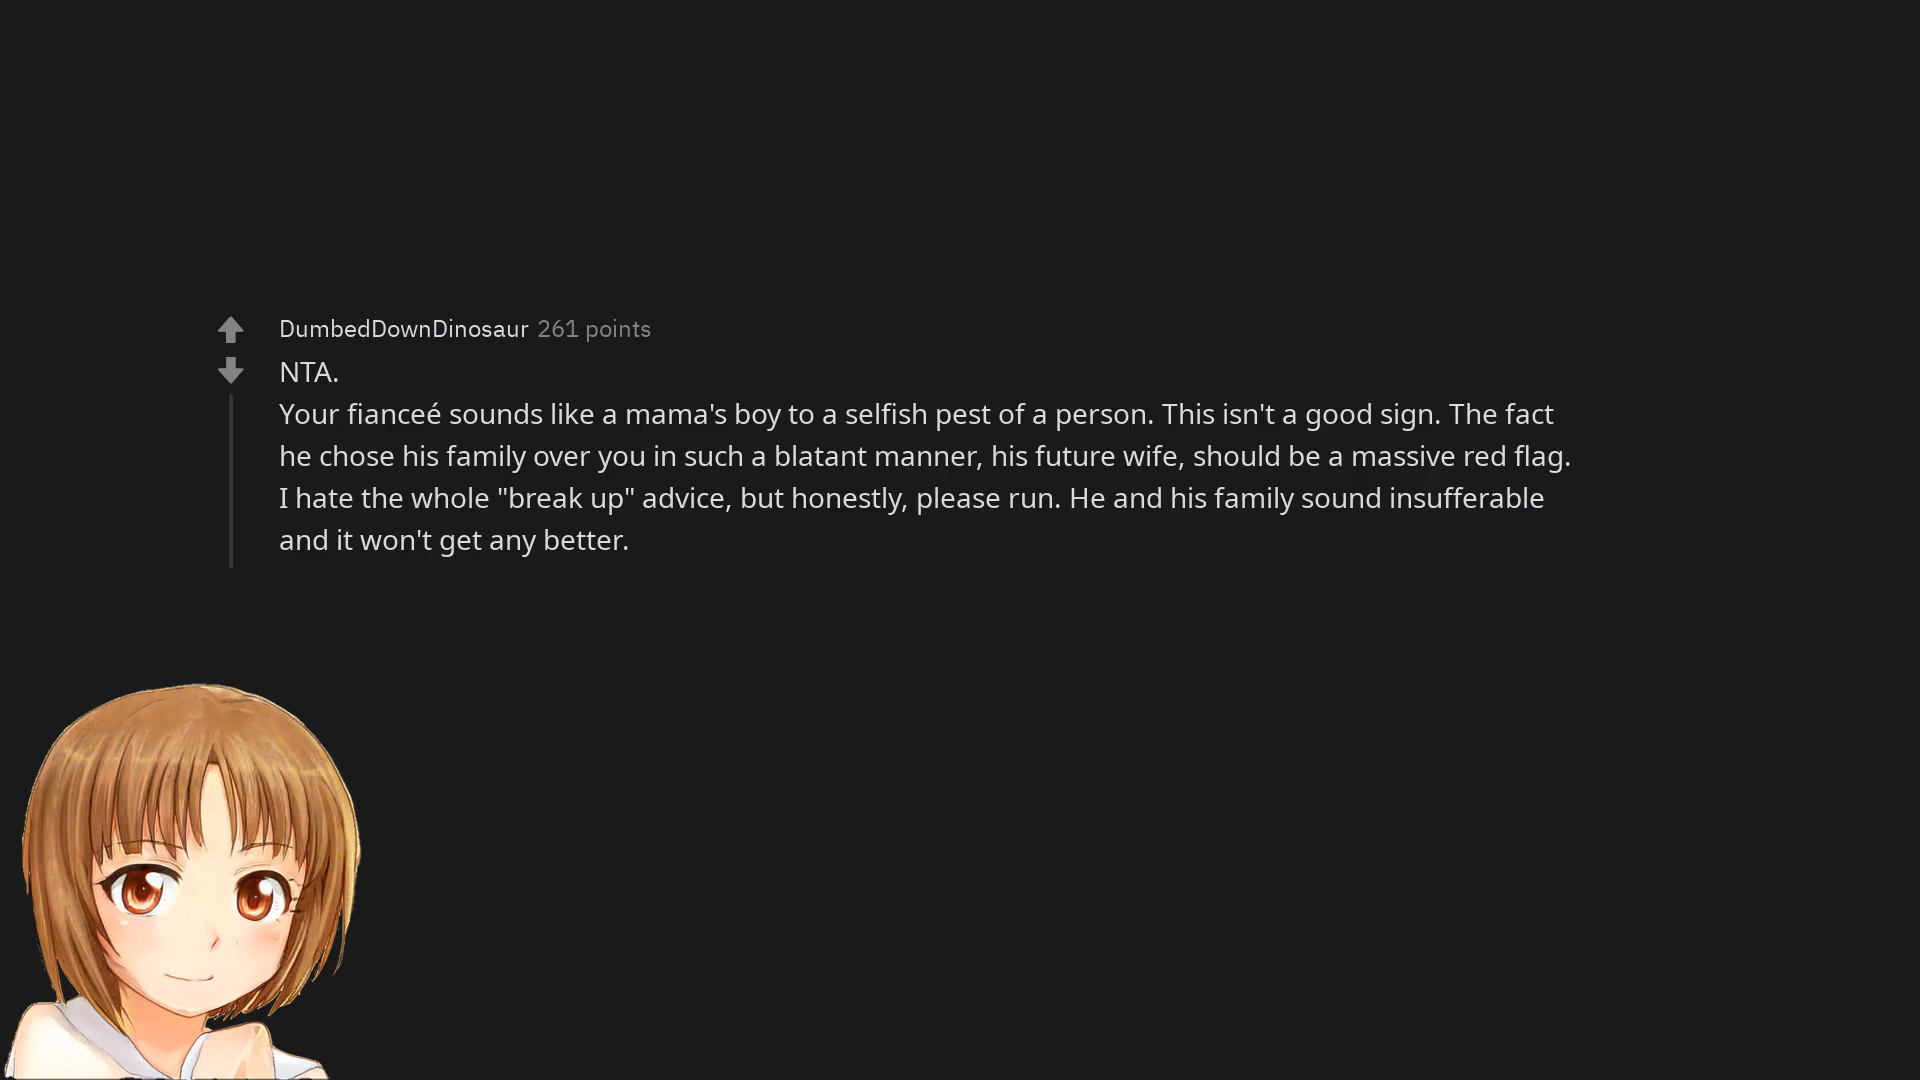 DumbedDownDinosaur 261 points
NTA.
Your fianceé sounds like a mama's boy to a selfish pest of a person. This isn't a good sign. The fact
he chose his family over you in such a blatant manner, his future wife, should be a massive red flag.
I hate the whole "break up" advice, but honestly, please run. He and his family sound insufferable
and it won't get any better.